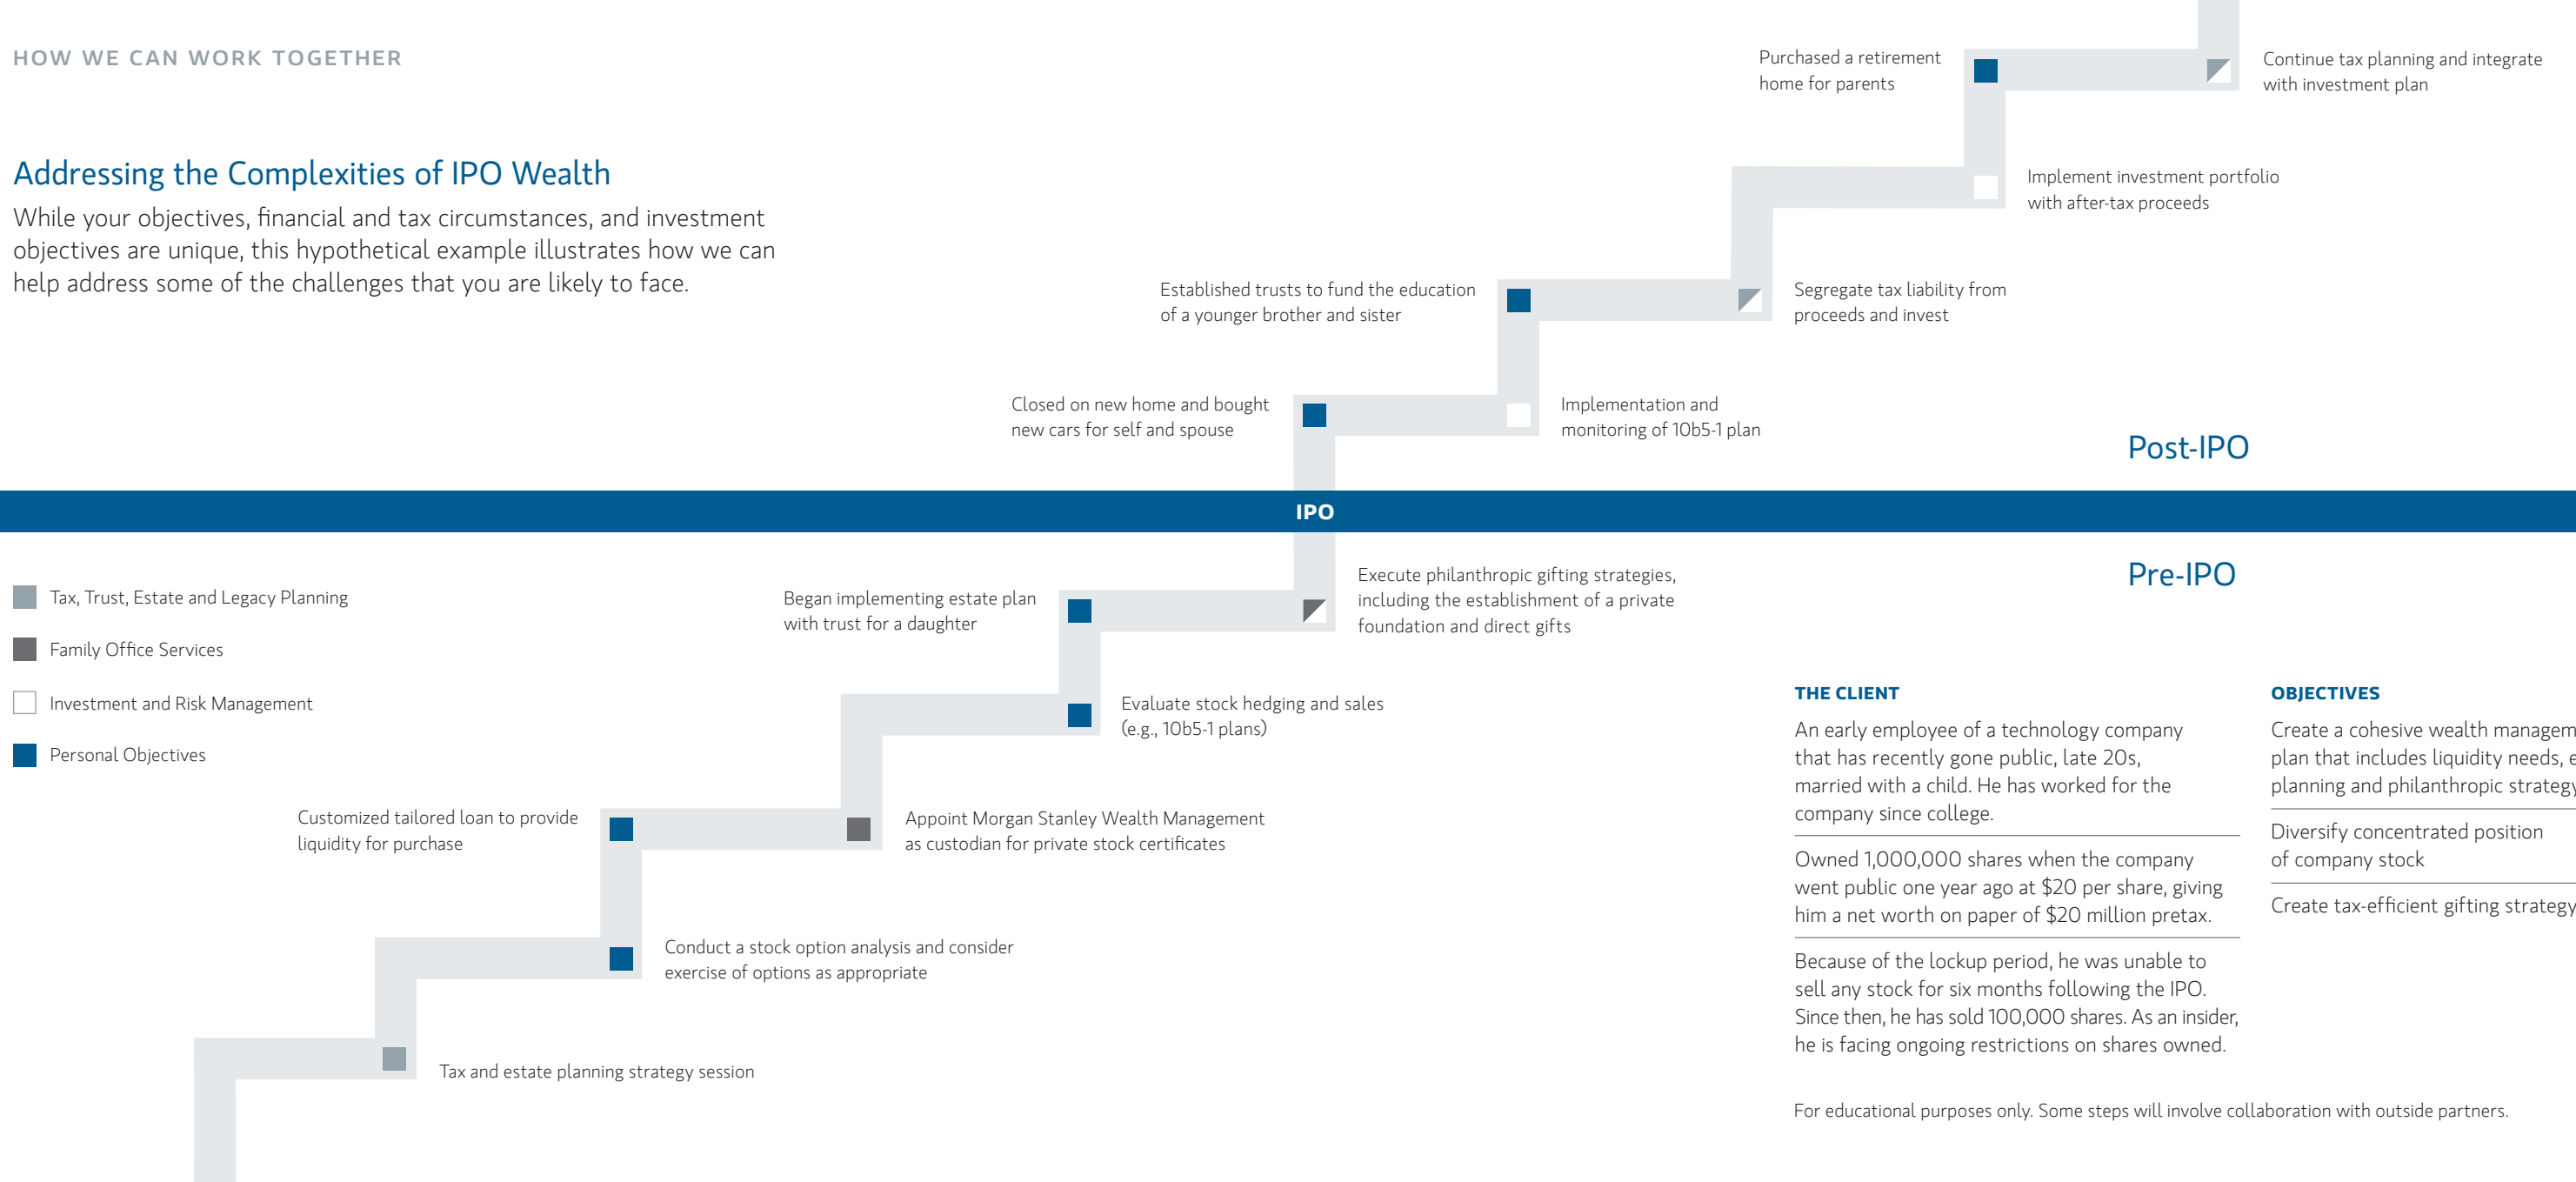 HOW WE CAN WORK TOGETHER
Addressing the Complexities of IPO Wealth
While your objectives, financial and tax circumstances, and investment
objectives are unique, this hypothetical example illustrates how we can
help address some of the challenges that you are likely to face.
Purchased a retirement
home for parents
Continue tax planning and integrate
with investment plan
Implement investment portfolio
with after-tax proceeds
Established trusts to fund the education
of a younger brother and sister
Segregate tax liability from
proceeds and invest
Closed on new home and bought
new cars for self and spouse
Implementation and
monitoring of 10b5-1 plan
Post-IPO
IPO
Pre-IPO
Tax, Trust, Estate and Legacy Planning
Family Office Services
Investment and Risk Management
Personal Objectives
Began implementing estate plan
with trust for a daughter
Execute philanthropic gifting strategies,
including the establishment of a private
foundation and direct gifts
Evaluate stock hedging and sales
(e.g., 10b5-1 plans)
Customized tailored loan to provide
liquidity for purchase
Appoint Morgan Stanley Wealth Management
as custodian for private stock certificates
Conduct a stock option analysis and consider
exercise of options as appropriate
Tax and estate planning strategy session
THE CLIENT
An early employee of a technology company
that has recently gone public, late 20s,
married with a child. He has worked for the
company since college.
Owned 1,000,000 shares when the company
went public one year ago at $20 per share, giving
him a net worth on paper of $20 million pretax.
Because of the lockup period, he was unable to
sell any stock for six months following the IPO.
Since then, he has sold 100,000 shares. As an insider,
he is facing ongoing restrictions on shares owned.
OBJECTIVES
Create a cohesive wealth
plan that includes liquidity needs,
planning and philanthropic strategy
Diversify concentrated position
of company stock
Create tax-efficient gifting strategy
For educational purposes only. Some steps will involve collaboration with outside partners.